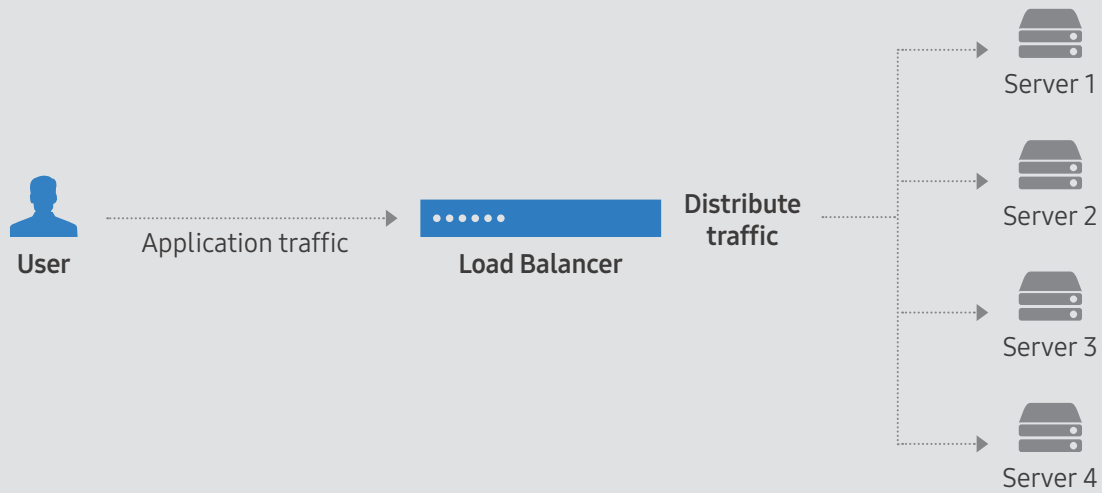 User
Application traffic
Load Balancer
Distribute
traffic
Server 1
Server 2
Server 3
Server 4